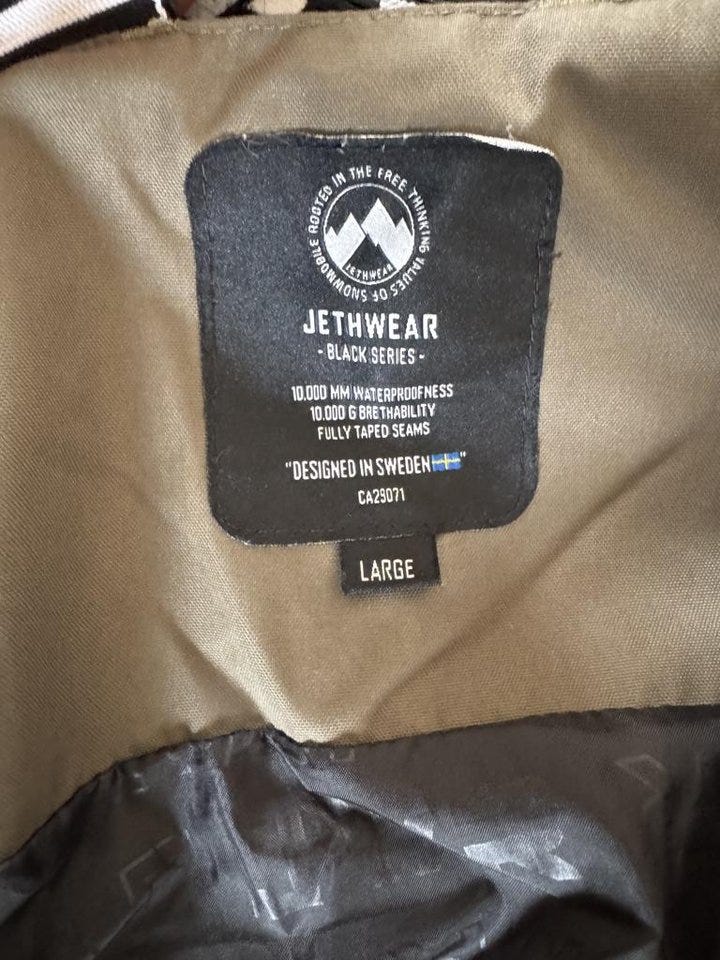 ROOTED IN THE FREE THINKING VALUES OF SNOWMOBILE
JETHWEAR
JETHWEAR
- BLACK SERIES -
10.000 MM WATERPROOFNESS
10.000 G BRETHABILITY
FULLY TAPED SEAMS
"DESIGNED IN SWEDEN"
CA29071
LARGE